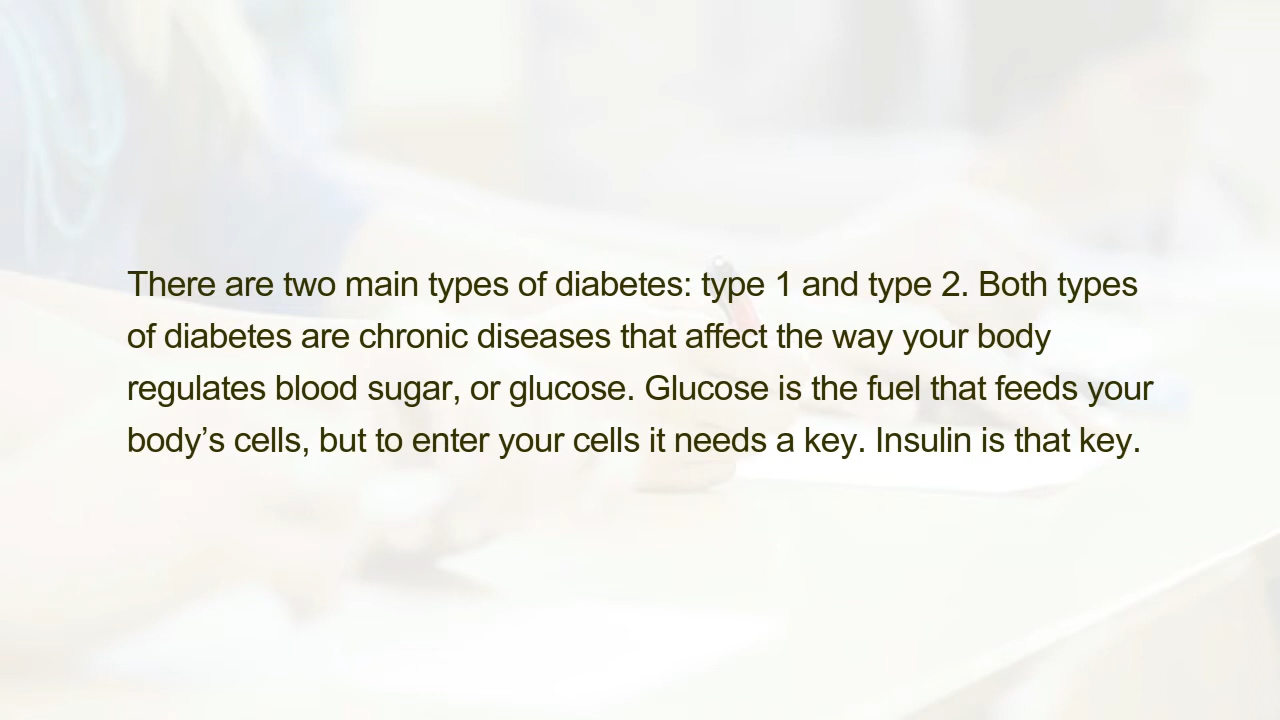 There are two main types of diabetes: type 1 and type 2. Both types
of diabetes are chronic diseases that affect the way your body
regulates blood sugar, or glucose. Glucose is the fuel that feeds your
body’s cells, but to enter your cells it needs a key. Insulin is that key.